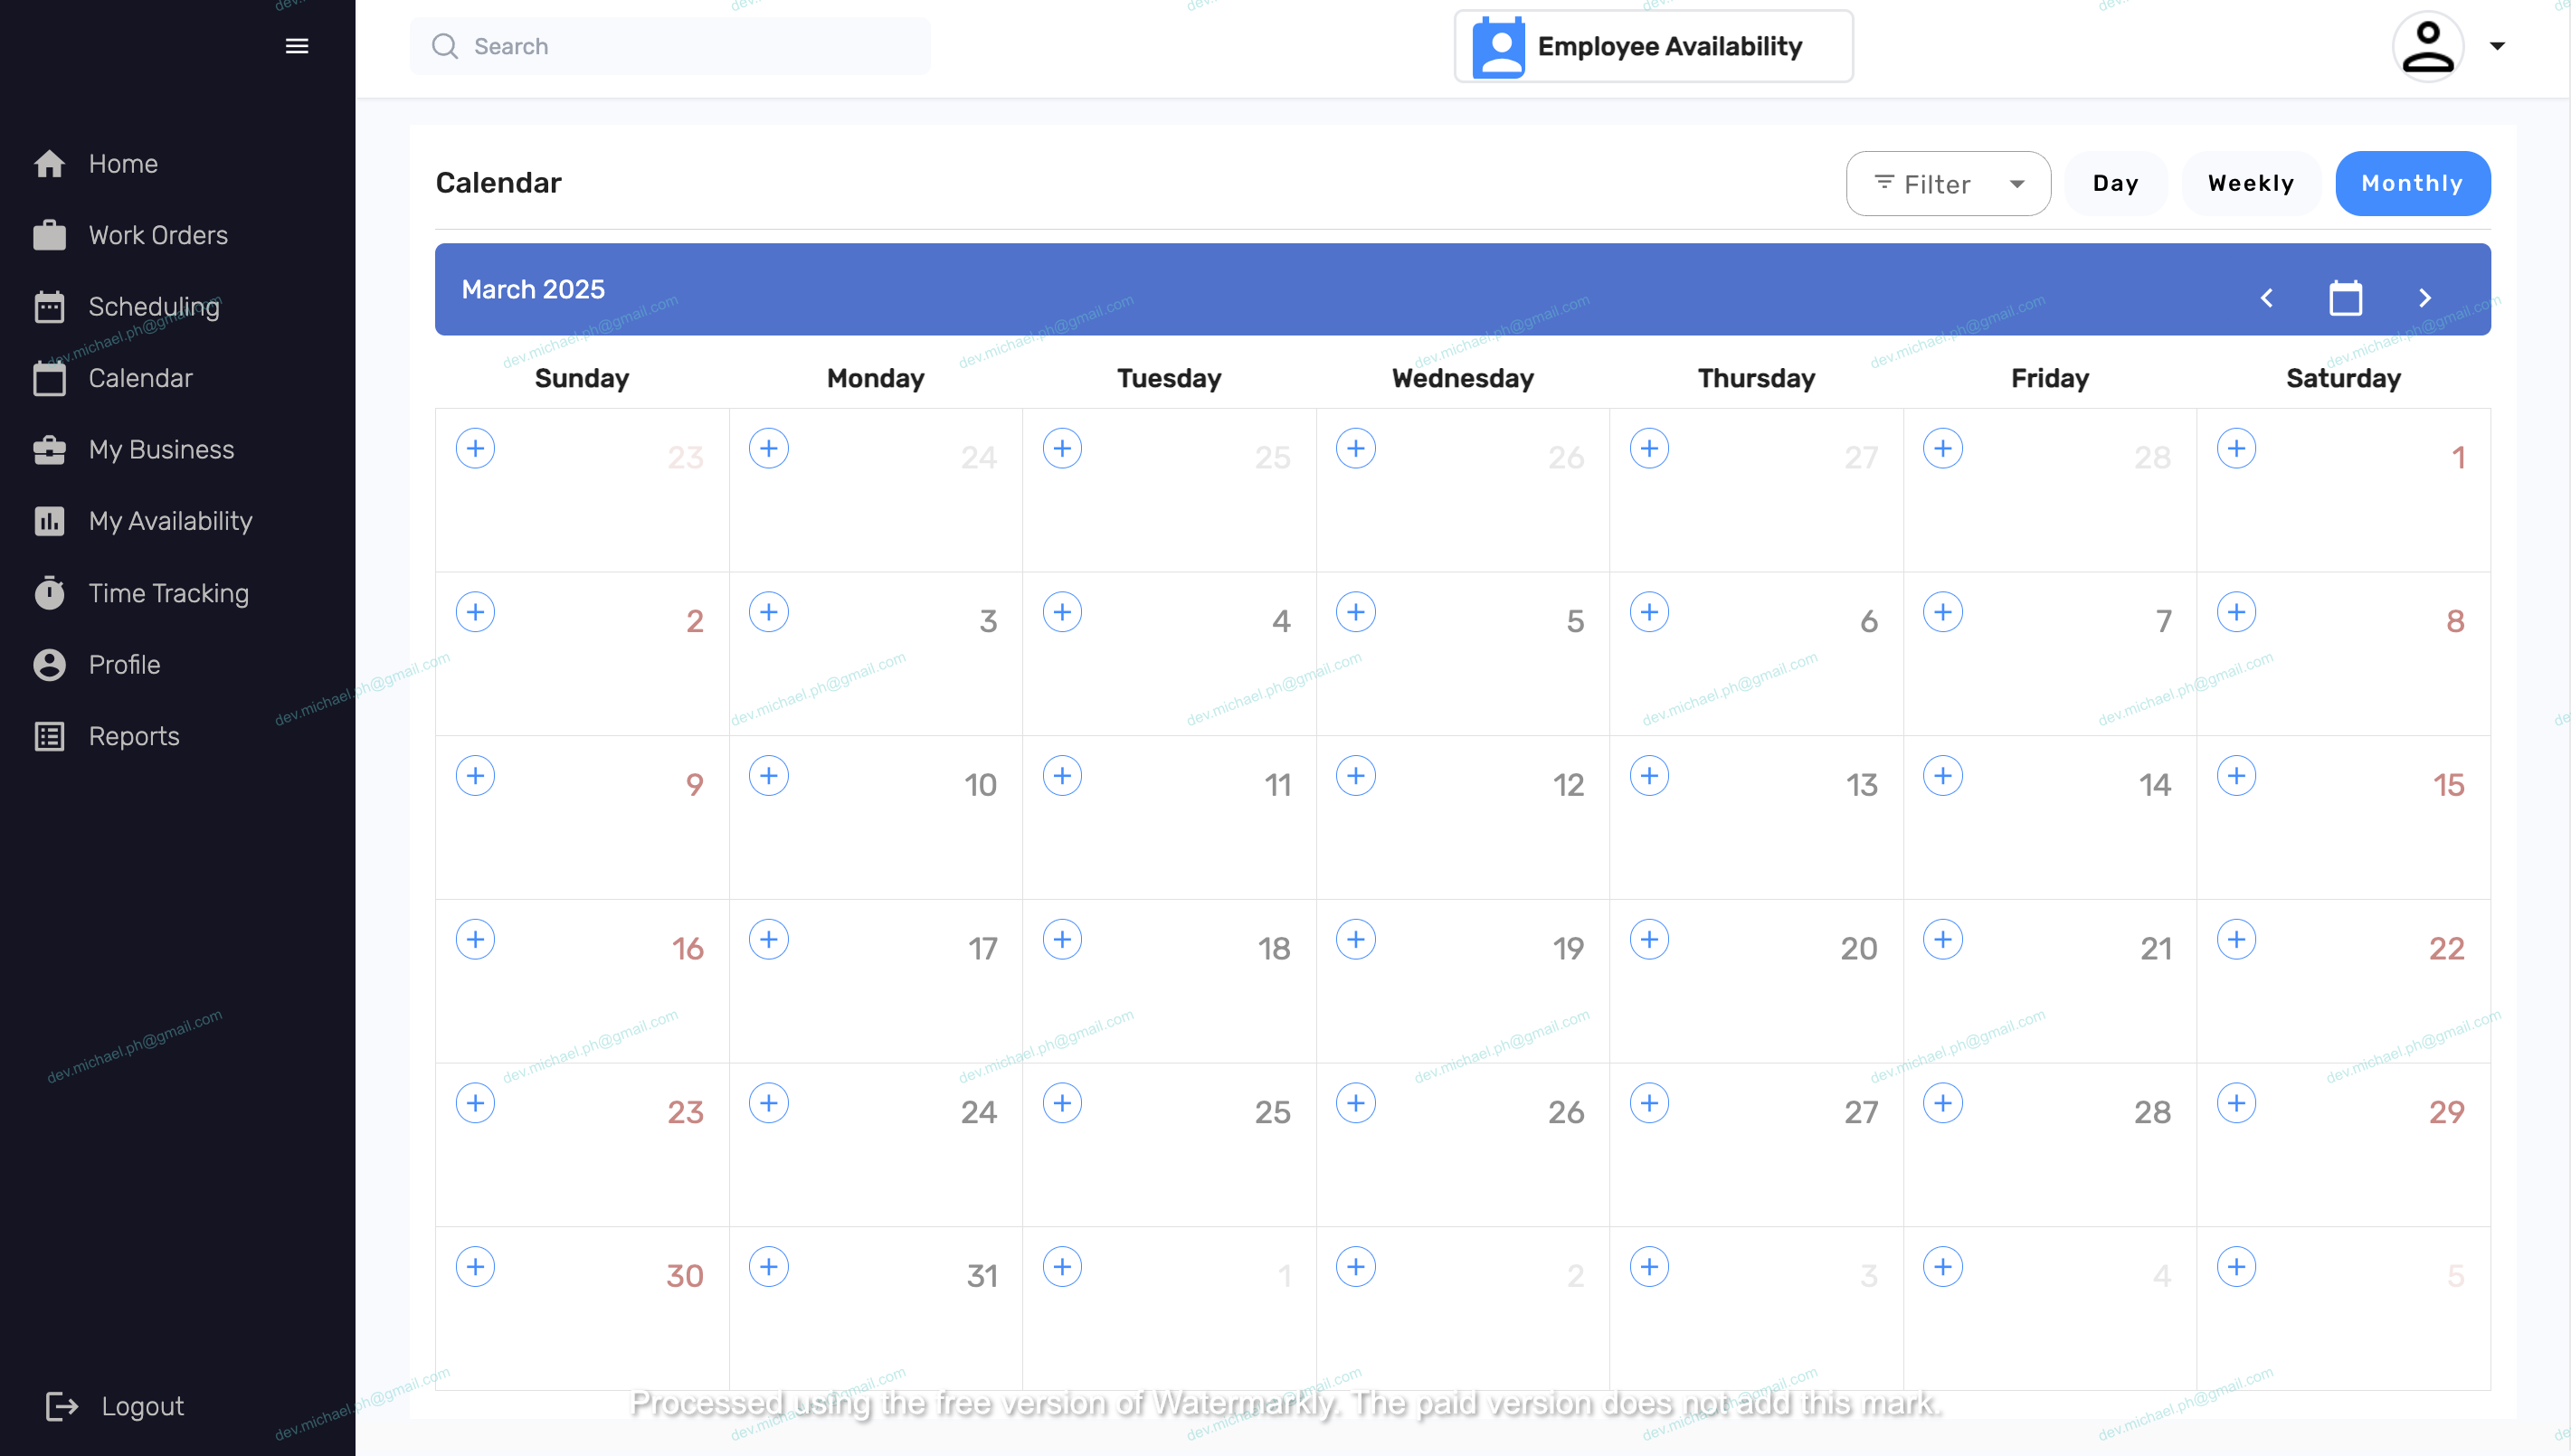 Search
Employee Availability
Home
Work Orders
Scheduling
Calendar
My Business
My Availability
Time Tracking
Profile
Reports
Logout
Calendar
Filter
Day
Weekly
Monthly
March 2025
Sunday Monday Tuesday Wednesday Thursday Friday Saturday
23 24 25 26 27 28 1
2 3 4 5 6 7 8
9 10 11 12 13 14 15
16 17 18 19 20 21 22
23 24 25 26 27 28 29
30 31 1 2 3 4 5
dev.michael.ph@gmail.com
Processed using the free version of Watermarkly. The paid version does not add this mark.